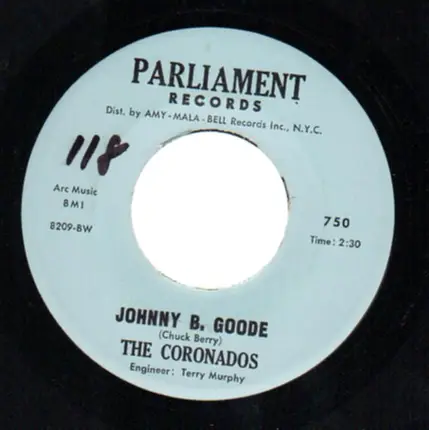 PARLIAMENT
RECORDS
Dist. by AMY-MALA-BELL Records Inc., N.Y.C.
118
Arc Music
BMI
8209-BW
750
Time: 2:30
JOHNNY B. GOODE
(Chuck Berry)
THE CORONADOS
Engineer: Terry Murphy